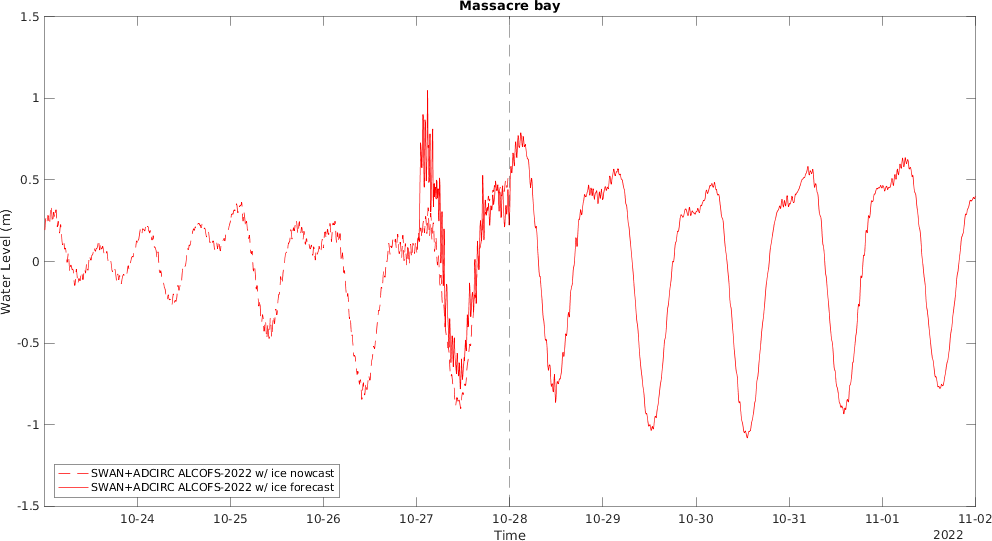 Massacre bay
1.5
1
0.5
0
-0.5
-1
-1.5
Water Level (m)
SWAN+ADCIRC ALCOFS-2022 w/ ice nowcast
SWAN+ADCIRC ALCOFS-2022 w/ ice forecast
10-24 10-25 10-26 10-27 10-28 10-29 10-30 10-31 11-01 11-02
Time
2022